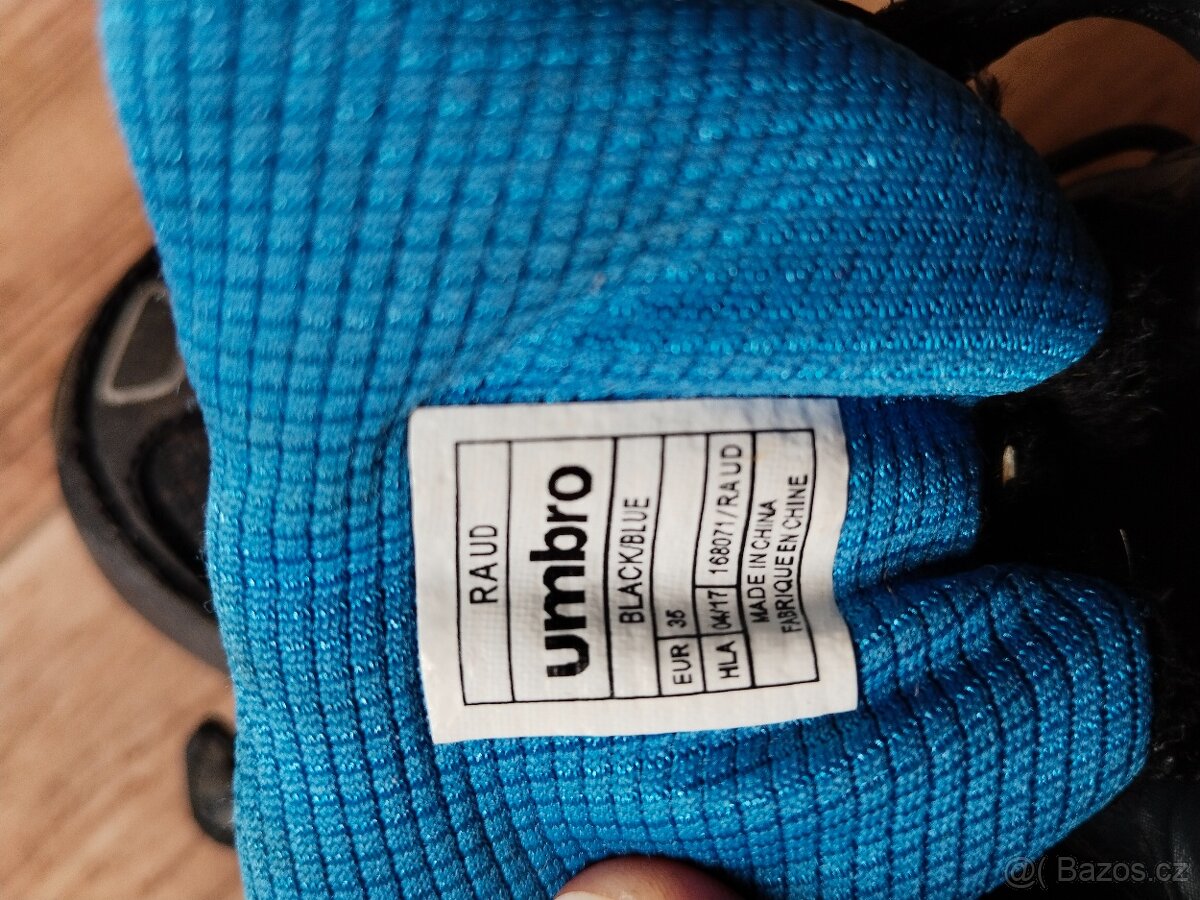 RAUD
umbro
BLACK/BLUE
EUR 35
HLA 04/17 168071/RAUD
MADE IN CHINA
FABRIQUE EN CHINE
@( Bazos.cz